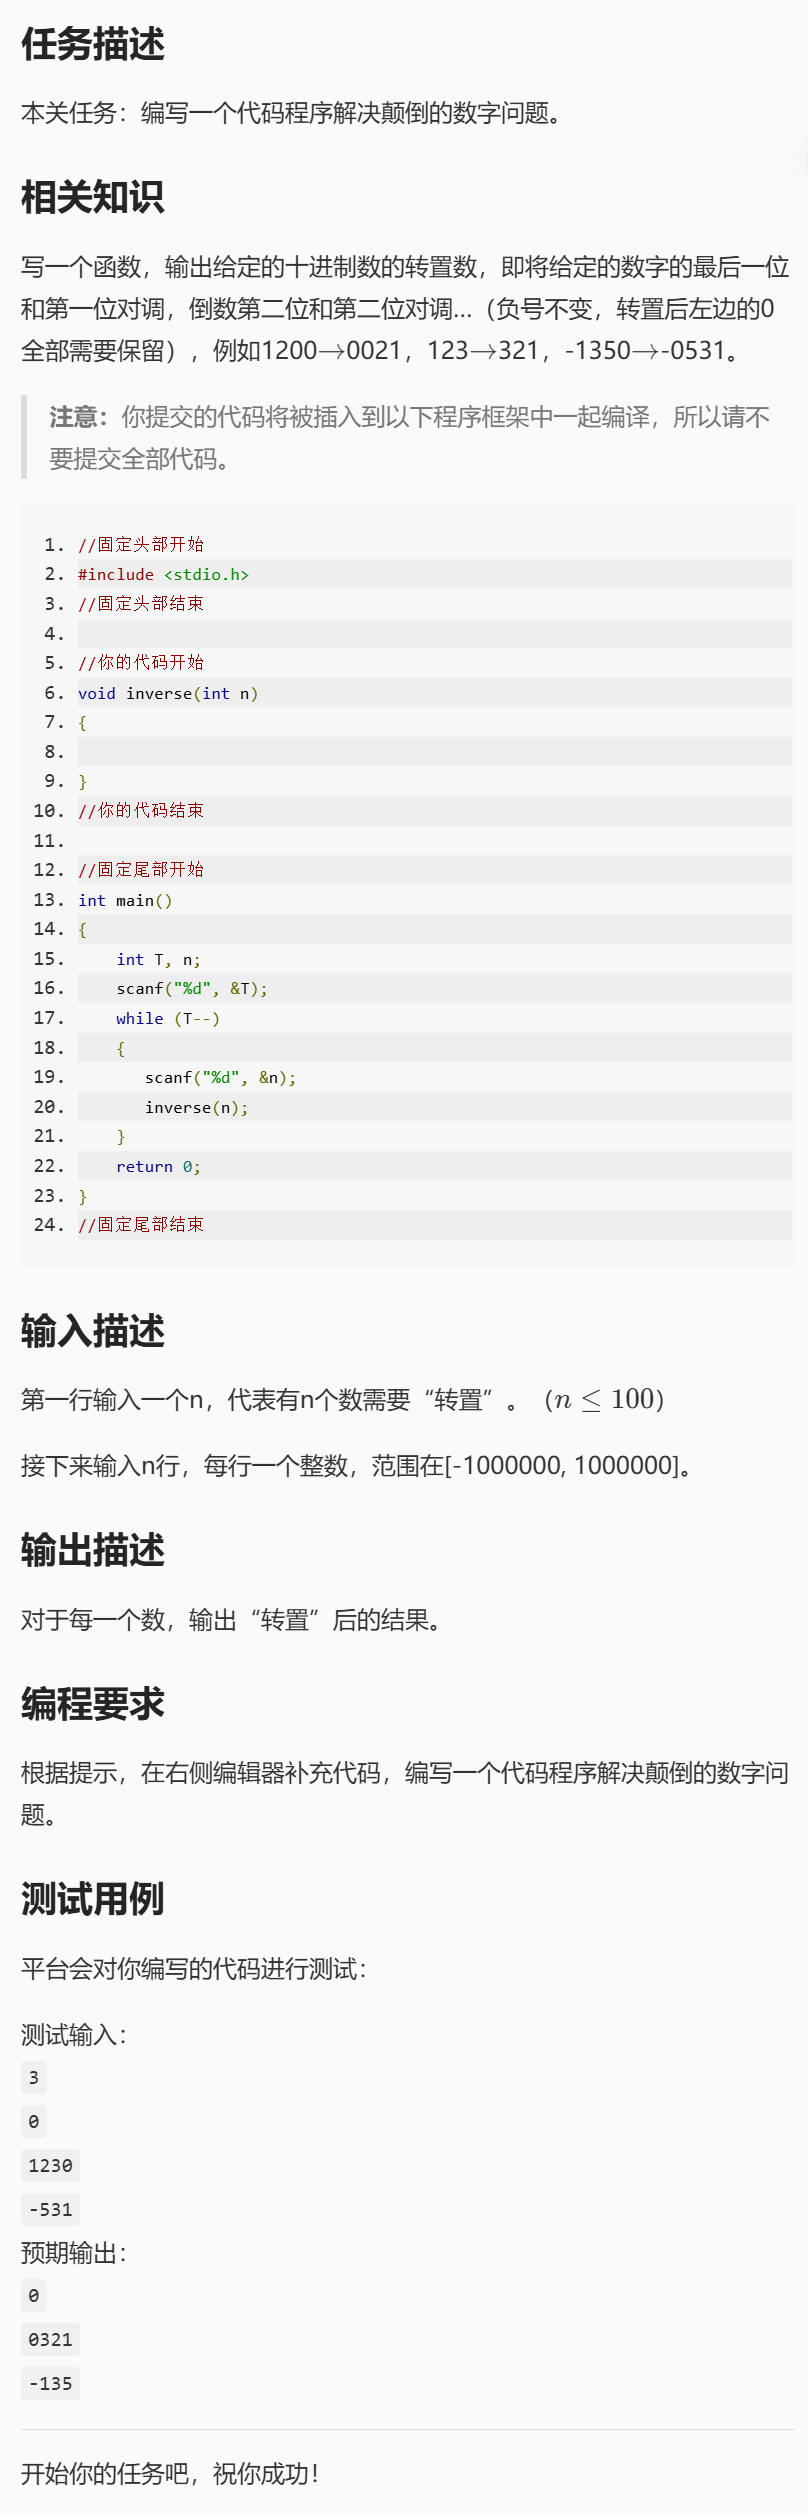 任务描述
本关任务：编写一个代码程序解决颠倒的数字问题。
相关知识
写一个函数，输出给定的十进制数的转置数，即将给定的数字的最后一位
和第一位对调，倒数第二位和第二位对调...（负号不变，转置后左边的0
全部需要保留），例如1200→0021，123→321，-1350→-0531。
注意：你提交的代码将被插入到以下程序框架中一起编译，所以请不
要提交全部代码。
1. //固定头部开始
2. #include <stdio.h>
3. //固定头部结束
4.
5. //你的代码开始
6. void inverse(int n)
7. {
8.
9. }
10. //你的代码结束
11.
12. //固定尾部开始
13. int main()
14. {
15.     int T, n;
16.     scanf("%d", &T);
17.     while (T--)
18.     {
19.        scanf("%d", &n);
20.        inverse(n);
21.     }
22.     return 0;
23. }
24. //固定尾部结束
输入描述
第一行输入一个n，代表有n个数需要“转置”。（n ≤ 100）
接下来输入n行，每行一个整数，范围在[-1000000, 1000000]。
输出描述
对于每一个数，输出“转置”后的结果。
编程要求
根据提示，在右侧编辑器补充代码，编写一个代码程序解决颠倒的数字问
题。
测试用例
平台会对你编写的代码进行测试：
测试输入：
3
0
1230
-531
预期输出：
0
0321
-135
开始你的任务吧，祝你成功！